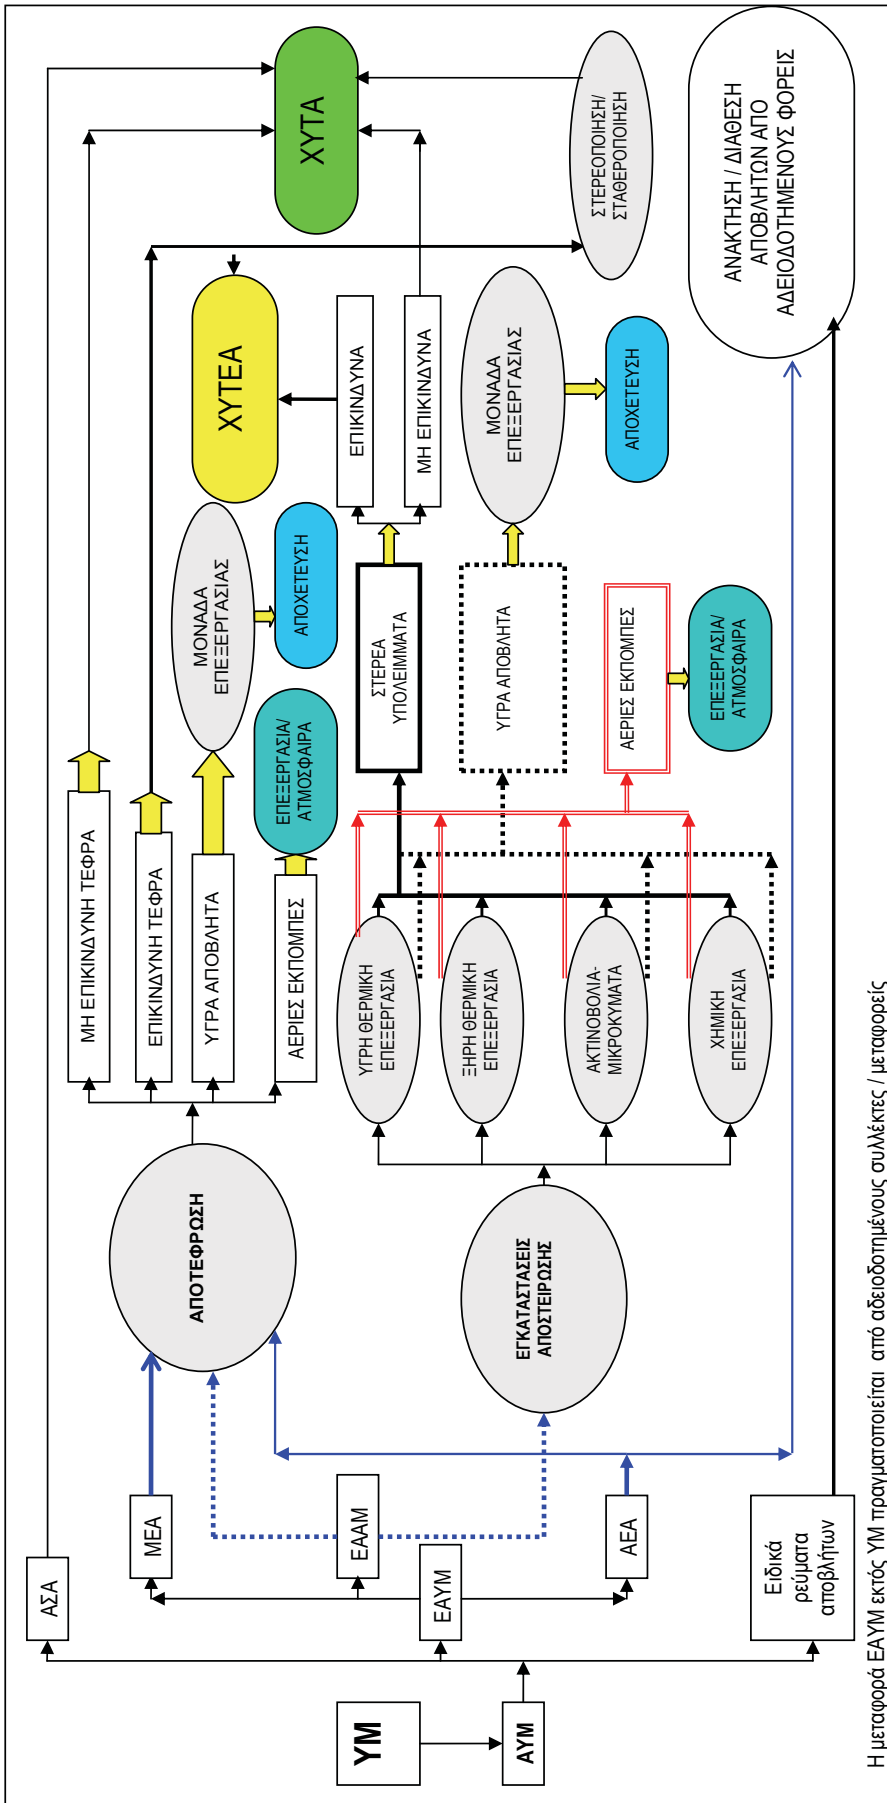 ΥΜ
ΑΥΜ
ΑΣΑ
ΕΑΥΜ
Ειδικά
ρεύματα
αποβλήτων
ΜΕΑ
ΕΑΑΜ
ΑΕΑ
ΑΠΟΤΕΦΡΩΣΗ
ΕΓΚΑΤΑΣΤΑΣΕΙΣ
ΑΠΟΣΤΕΙΡΩΣΗΣ
ΜΗ ΕΠΙΚΙΝΔΥΝΗ ΤΕΦΡΑ
ΕΠΙΚΙΝΔΥΝΗ ΤΕΦΡΑ
ΥΓΡΑ ΑΠΟΒΛΗΤΑ
ΑΕΡΙΕΣ ΕΚΠΟΜΠΕΣ
ΥΓΡΗ ΘΕΡΜΙΚΗ
ΕΠΕΞΕΡΓΑΣΙΑ
ΞΗΡΗ ΘΕΡΜΙΚΗ
ΕΠΕΞΕΡΓΑΣΙΑ
ΑΚΤΙΝΟΒΟΛΙΑ-
ΜΙΚΡΟΚΥΜΑΤΑ
ΧΗΜΙΚΗ
ΕΠΕΞΕΡΓΑΣΙΑ
ΜΟΝΑΔΑ
ΕΠΕΞΕΡΓΑΣΙΑΣ
ΕΠΕΞΕΡΓΑΣΙΑ/
ΑΤΜΟΣΦΑΙΡΑ
ΑΠΟΧΕΤΕΥΣΗ
ΣΤΕΡΕΑ
ΥΠΟΛΕΙΜΜΑΤΑ
ΥΓΡΑ ΑΠΟΒΛΗΤΑ
ΑΕΡΙΕΣ ΕΚΠΟΜΠΕΣ
ΕΠΕΞΕΡΓΑΣΙΑ/
ΑΤΜΟΣΦΑΙΡΑ
ΧΥΤΕΑ
ΕΠΙΚΙΝΔΥΝΑ
ΜΗ ΕΠΙΚΙΝΔΥΝΑ
ΜΟΝΑΔΑ
ΕΠΕΞΕΡΓΑΣΙΑΣ
ΑΠΟΧΕΤΕΥΣΗ
ΧΥΤΑ
ΣΤΕΡΕΟΠΟΙΗΣΗ/
ΣΤΑΘΕΡΟΠΟΙΗΣΗ
ΑΝΑΚΤΗΣΗ / ΔΙΑΘΕΣΗ
ΑΠΟΒΛΗΤΩΝ ΑΠΟ
ΑΔΕΙΟΔΟΤΗΜΕΝΟΥΣ ΦΟΡΕΙΣ
Η μεταφορά ΕΑΥΜ εκτός ΥΜ πραγματοποιείται από αδειοδοτημένους συλλέκτες / μεταφορείς